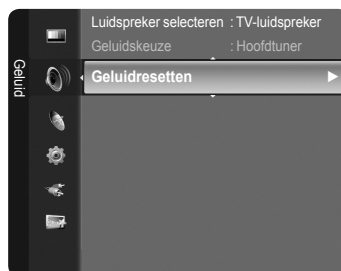 Geluid
Luidspreker selecteren : TV-luidspreker
Geluidskeuze : Hoofdtuner
Geluidresetten